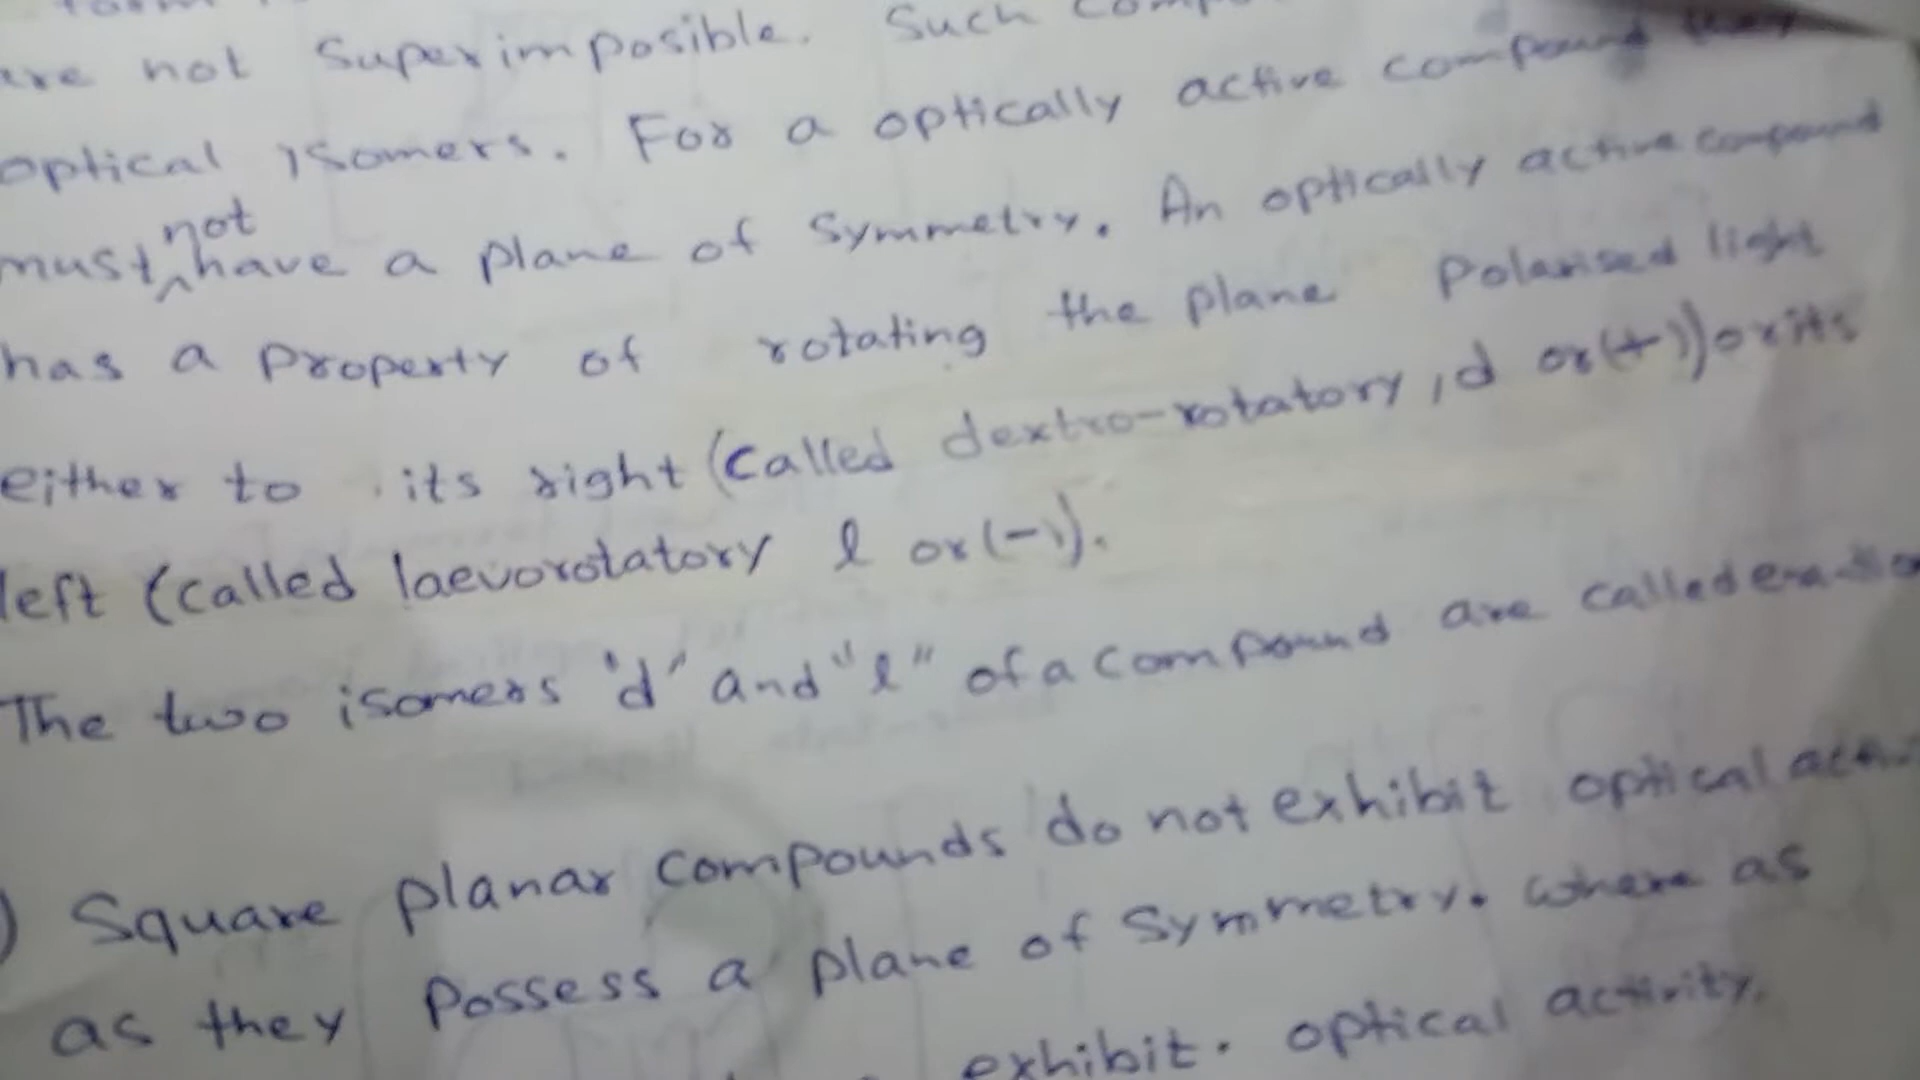 are not Superimposible. Such
optical isomers. For a optically active compound they
must not have a plane of Symmetry. An optically active compound
has a property of rotating the plane Polarised light
either to its right (called dextro-rotatory, d or (+)) or its
left (called laevorotatory l or (-)).
The two isomers 'd' and "l" of a compound are called
) Square planar compounds do not exhibit optical
as they Possess a plane of Symmetry. Where as
exhibit. optical activity.